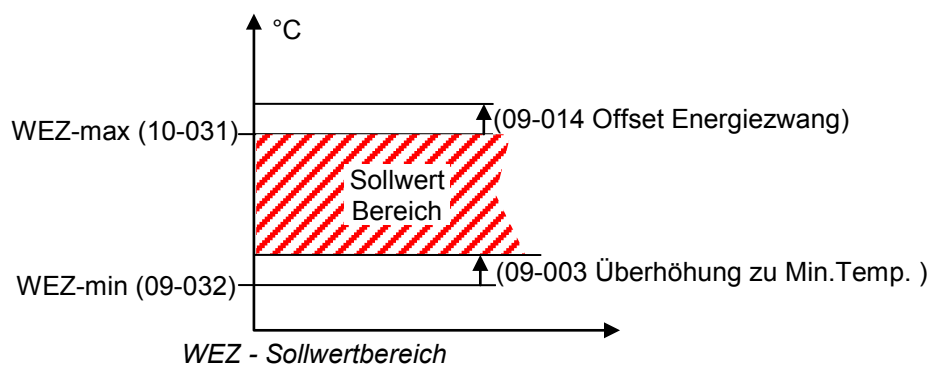 °C
(09-014 Offset Energiezwang)
WEZ-max (10-031)
Sollwert
Bereich
(09-003 Überhöhung zu Min.Temp. )
WEZ-min (09-032)
WEZ - Sollwertbereich